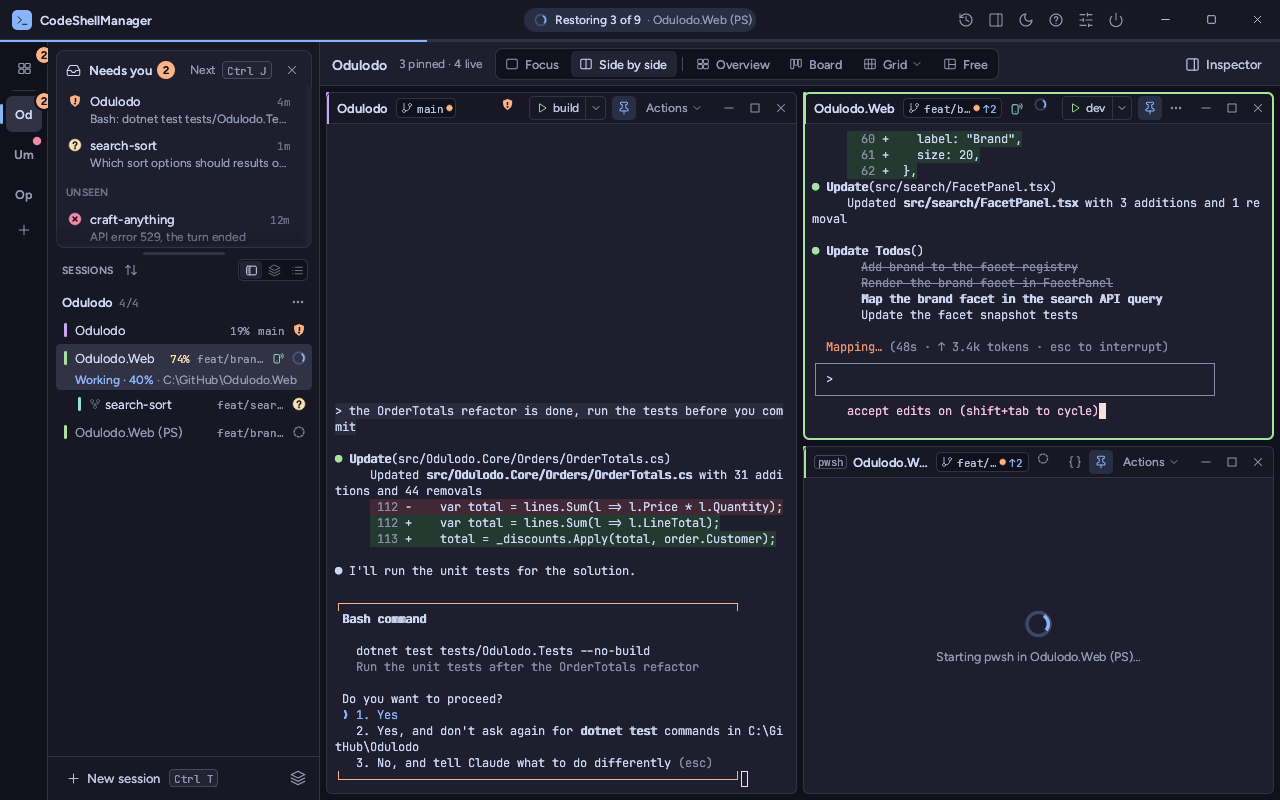 CodeShellManager
Restoring 3 of 9 · Odulodo.Web (PS)
2
2
Od
Um
Op
Needs you 2 Next Ctrl J
Odulodo 4m
Bash: dotnet test tests/Odulodo.Te…
search-sort 1m
Which sort options should results o…
UNSEEN
craft-anything 12m
API error 529, the turn ended
SESSIONS
Odulodo 4/4
Odulodo 19% main
Odulodo.Web 74% feat/bran…
Working · 40% · C:\GitHub\Odulodo.Web
search-sort feat/sear…
Odulodo.Web (PS) feat/bran…
New session Ctrl T
Odulodo 3 pinned · 4 live Focus Side by side Overview Board Grid Free Inspector
Odulodo main build Actions
> the OrderTotals refactor is done, run the tests before you com
mit
Update(src/Odulodo.Core/Orders/OrderTotals.cs)
Updated src/Odulodo.Core/Orders/OrderTotals.cs with 31 addi
tions and 44 removals
112 - var total = lines.Sum(l => l.Price * l.Quantity);
112 + var total = lines.Sum(l => l.LineTotal);
113 + total = _discounts.Apply(total, order.Customer);
I'll run the unit tests for the solution.
Bash command
dotnet test tests/Odulodo.Tests --no-build
Run the unit tests after the OrderTotals refactor
Do you want to proceed?
❯ 1. Yes
2. Yes, and don't ask again for dotnet test commands in C:\Gi
tHub\Odulodo
3. No, and tell Claude what to do differently (esc)
Odulodo.Web feat/b… ↑2 dev
60 + label: "Brand",
61 + size: 20,
62 + },
Update(src/search/FacetPanel.tsx)
Updated src/search/FacetPanel.tsx with 3 additions and 1 re
moval
Update Todos()
Add brand to the facet registry
Render the brand facet in FacetPanel
Map the brand facet in the search API query
Update the facet snapshot tests
Mapping… (48s · ↑ 3.4k tokens · esc to interrupt)
>
accept edits on (shift+tab to cycle)
pwsh Odulodo.W… feat/… ↑2 {} Actions
Starting pwsh in Odulodo.Web (PS)…